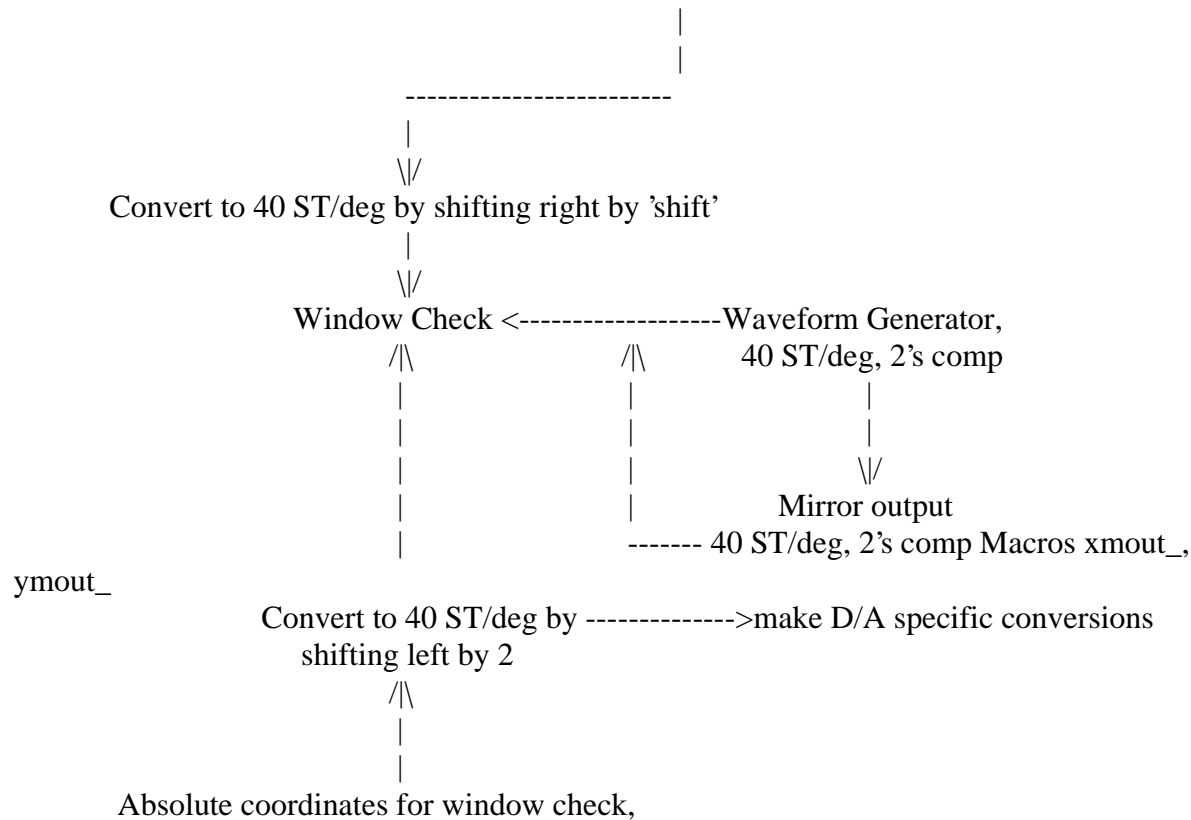 |
|
-------------------------
|
\|/
Convert to 40 ST/deg by shifting right by ’shift’
|
\|/
Window Check <-------------------Waveform Generator,
/|\ /|\ 40 ST/deg, 2’s comp
| | |
| | |
| | \|/
| | Mirror output
| ------- 40 ST/deg, 2’s comp Macros xmout_,
ymout_
Convert to 40 ST/deg by -------------->make D/A specific conversions
shifting left by 2
/|\
|
|
Absolute coordinates for window check,